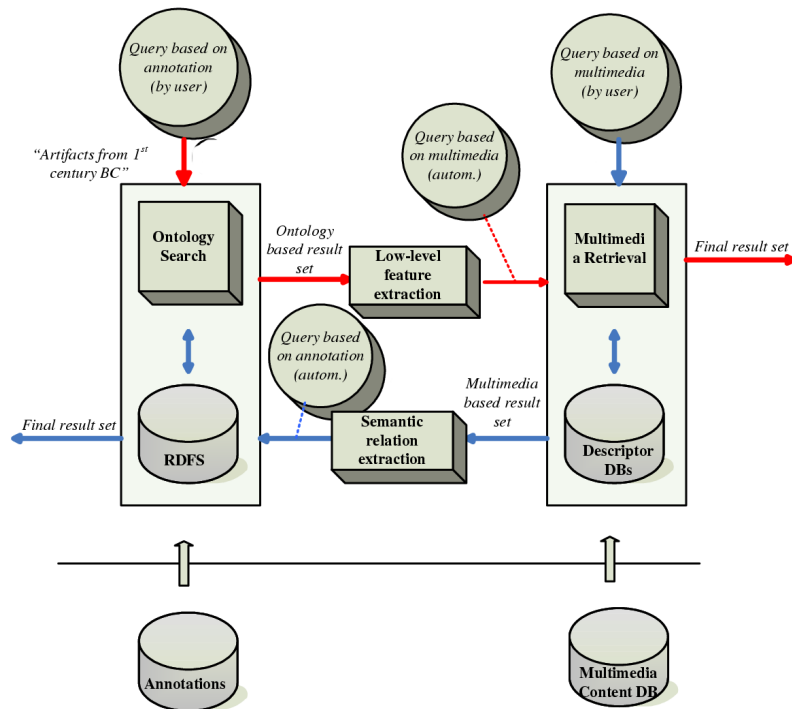 Query based on
annotation
(by user)
Query based on
multimedia
(by user)
Query based
on multimedia
(autom.)
“Artifacts from 1st
century BC”
Ontology
Search
Ontology
based result
set
Low-level
feature
extraction
Multimedi
a Retrieval
Final result set
Query based
on annotation
(autom.)
Final result set
RDFS
Semantic
relation
extraction
Multimedia
based result
set
Descriptor
DBs
Annotations
Multimedia
Content DB